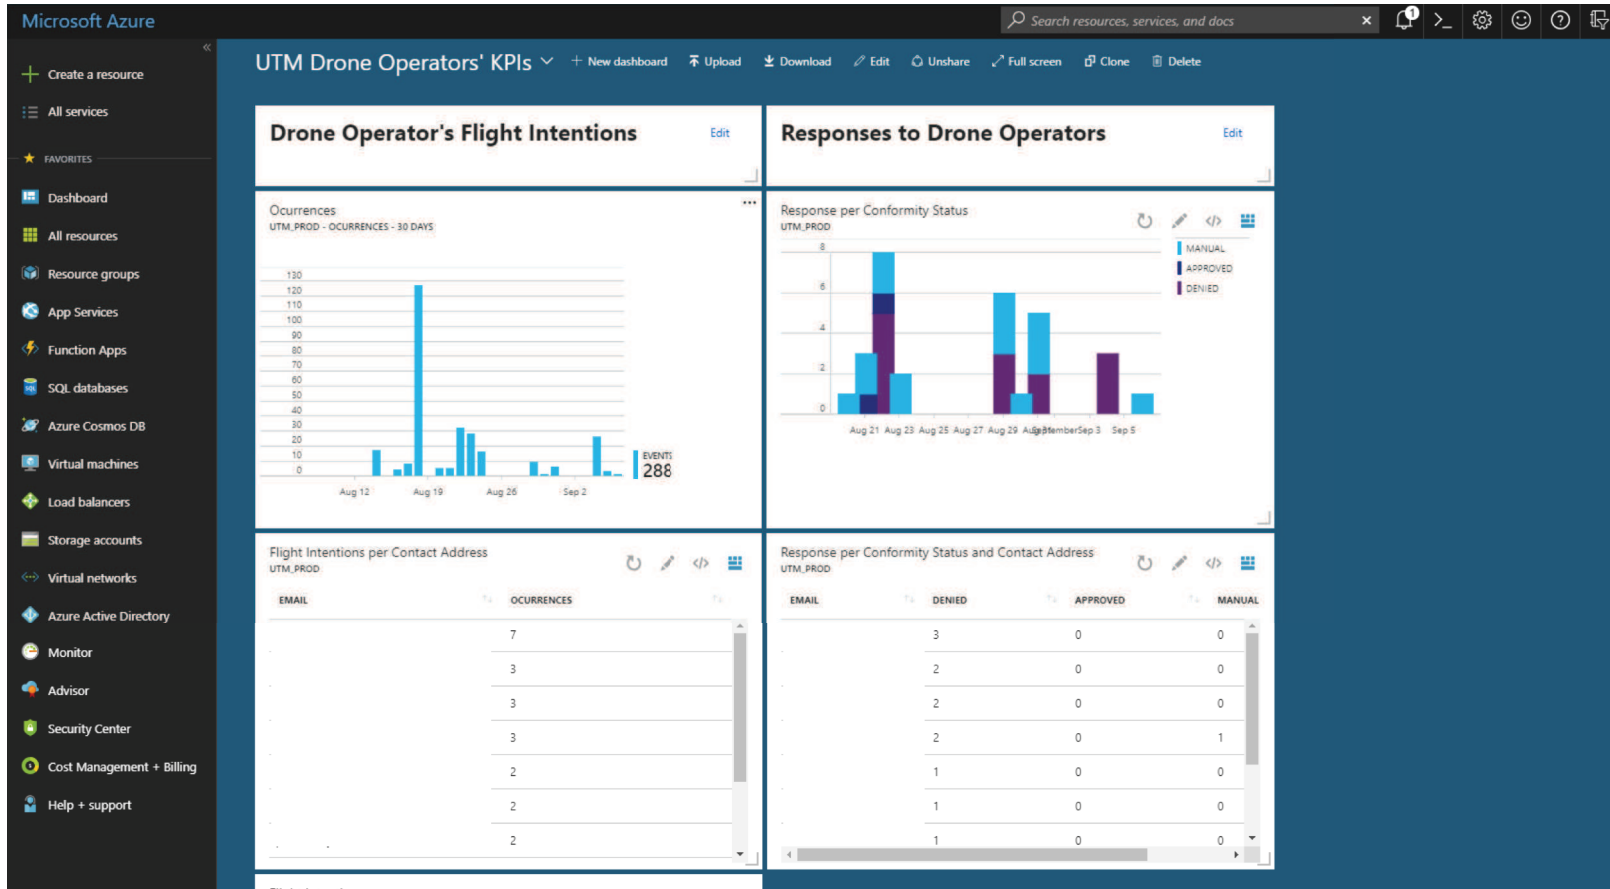 Microsoft Azure
Search resources, services, and docs
1
Create a resource
All services
FAVORITES
Dashboard
All resources
Resource groups
App Services
Function Apps
SQL databases
Azure Cosmos DB
Virtual machines
Load balancers
Storage accounts
Virtual networks
Azure Active Directory
Monitor
Advisor
Security Center
Cost Management + Billing
Help + support
UTM Drone Operators' KPIs
New dashboard
Upload
Download
Edit
Unshare
Full screen
Clone
Delete
Drone Operator's Flight Intentions
Edit
Responses to Drone Operators
Edit
Ocurrences
UTM_PROD - OCURRENCES - 30 DAYS
130
120
110
100
90
80
70
60
50
40
30
20
10
0
Aug 12 Aug 19 Aug 26 Sep 2
EVENTS
288
Response per Conformity Status
UTM_PROD
8
6
4
2
0
Aug 21 Aug 23 Aug 25 Aug 27 Aug 29 Aug 31 September Sep 3 Sep 5
MANUAL
APPROVED
DENIED
Flight Intentions per Contact Address
UTM_PROD
EMAIL OCURRENCES
7
3
3
3
2
2
2
Response per Conformity Status and Contact Address
UTM_PROD
EMAIL DENIED APPROVED MANUAL
3 0 0
2 0 0
2 0 0
2 0 1
1 0 0
1 0 0
1 0 0